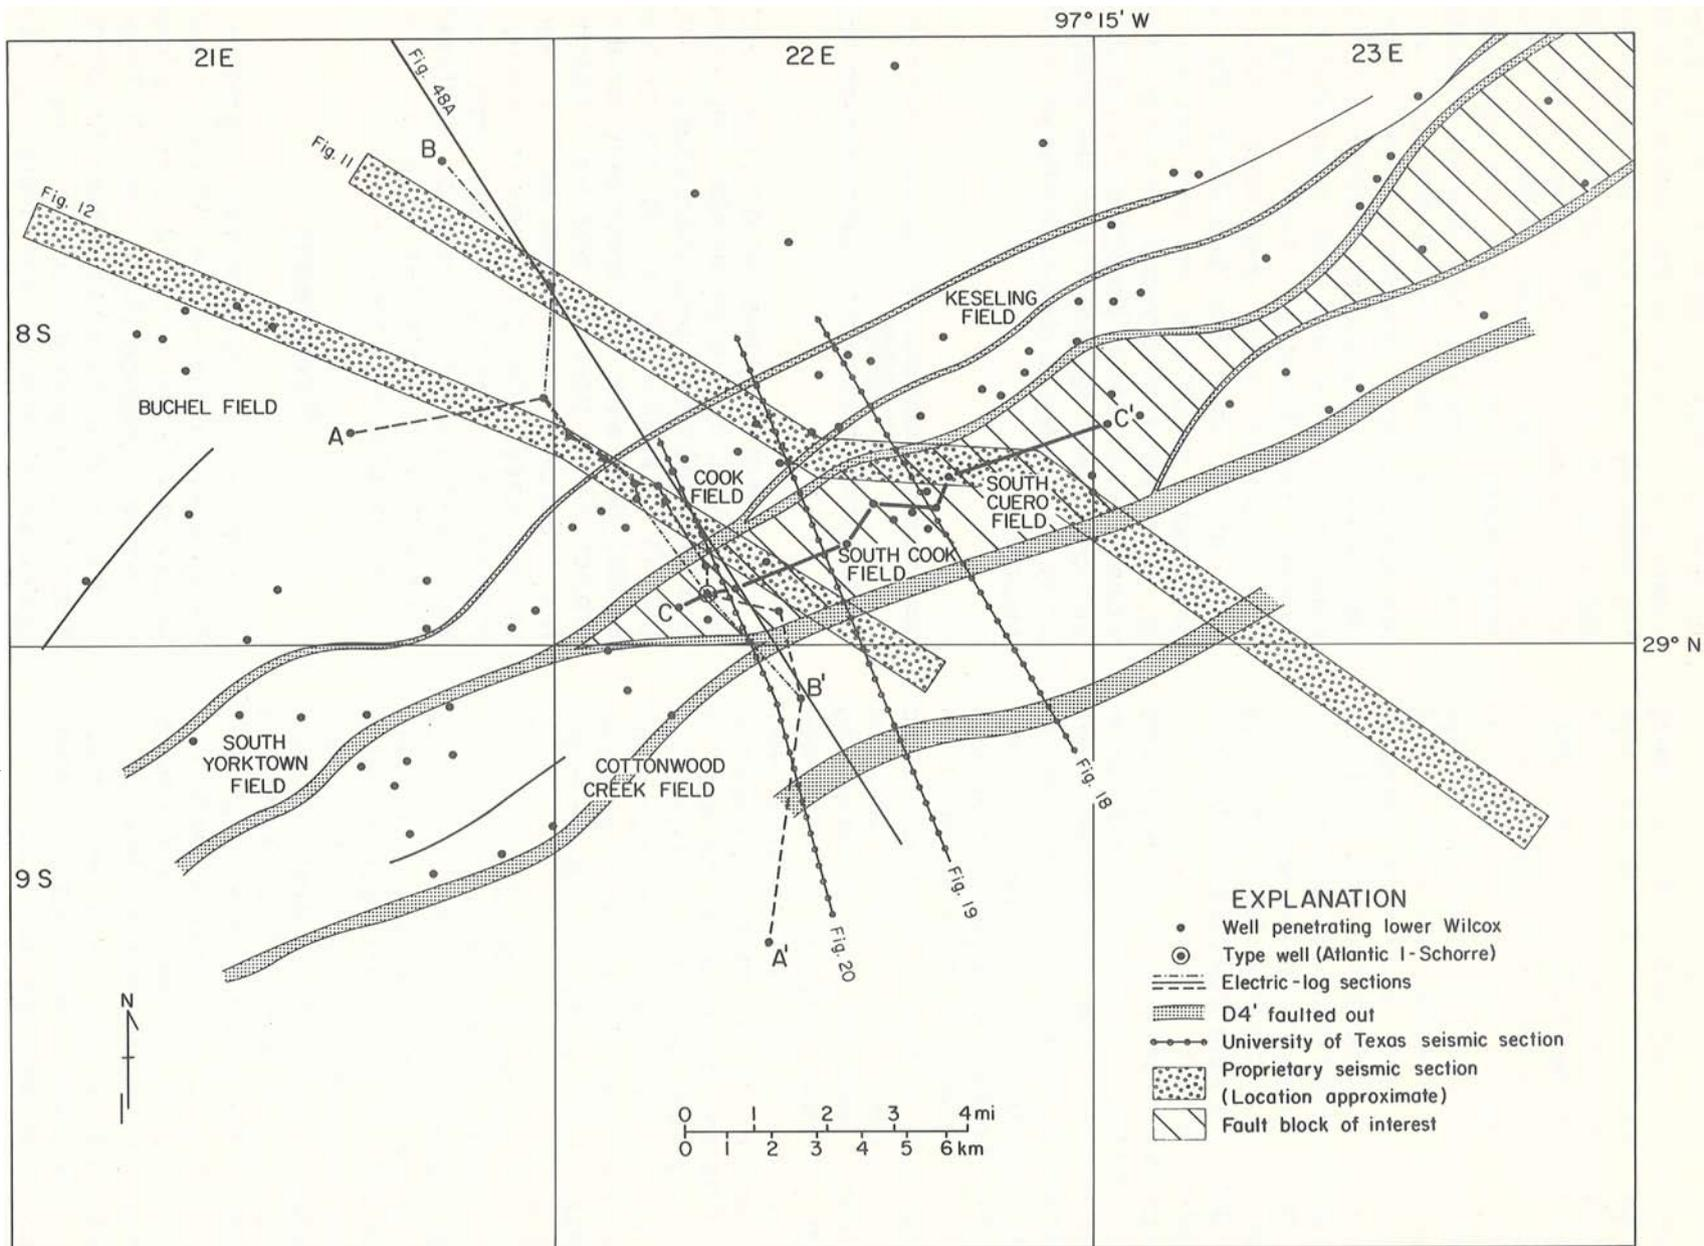 97°15' W
21E
22E
23E
Fig. 48A
B
Fig. 11
Fig. 12
KESELING
FIELD
8S
BUCHEL FIELD
A
C'
COOK
FIELD
SOUTH
CUERO
FIELD
SOUTH COOK
FIELD
C
29° N
B'
SOUTH
YORKTOWN
FIELD
COTTONWOOD
CREEK FIELD
Fig. 18
9S
Fig. 19
A'
Fig. 20
EXPLANATION
Well penetrating lower Wilcox
Type well (Atlantic 1-Schorre)
Electric-log sections
D4' faulted out
University of Texas seismic section
Proprietary seismic section
(Location approximate)
Fault block of interest
N
0 1 2 3 4 mi
0 1 2 3 4 5 6 km